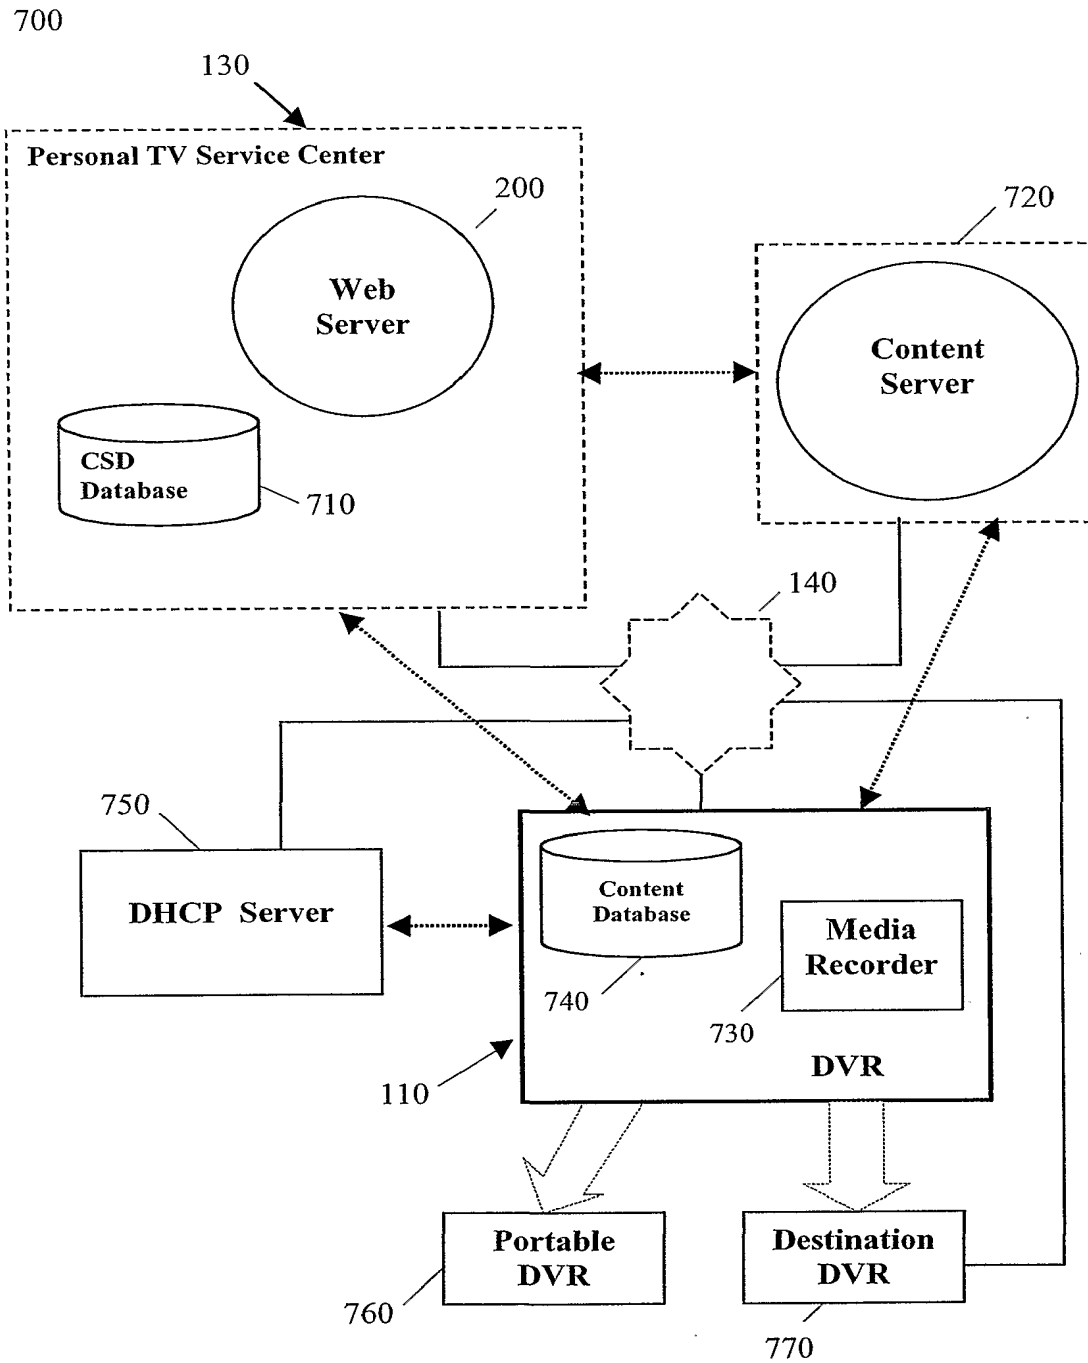 700
130
Personal TV Service Center
200
720
Web
Server
Content
Server
CSD
Database
710
140
750
DHCP Server
Content
Database
Media
Recorder
740
730
DVR
110
Portable
DVR
Destination
DVR
760
770